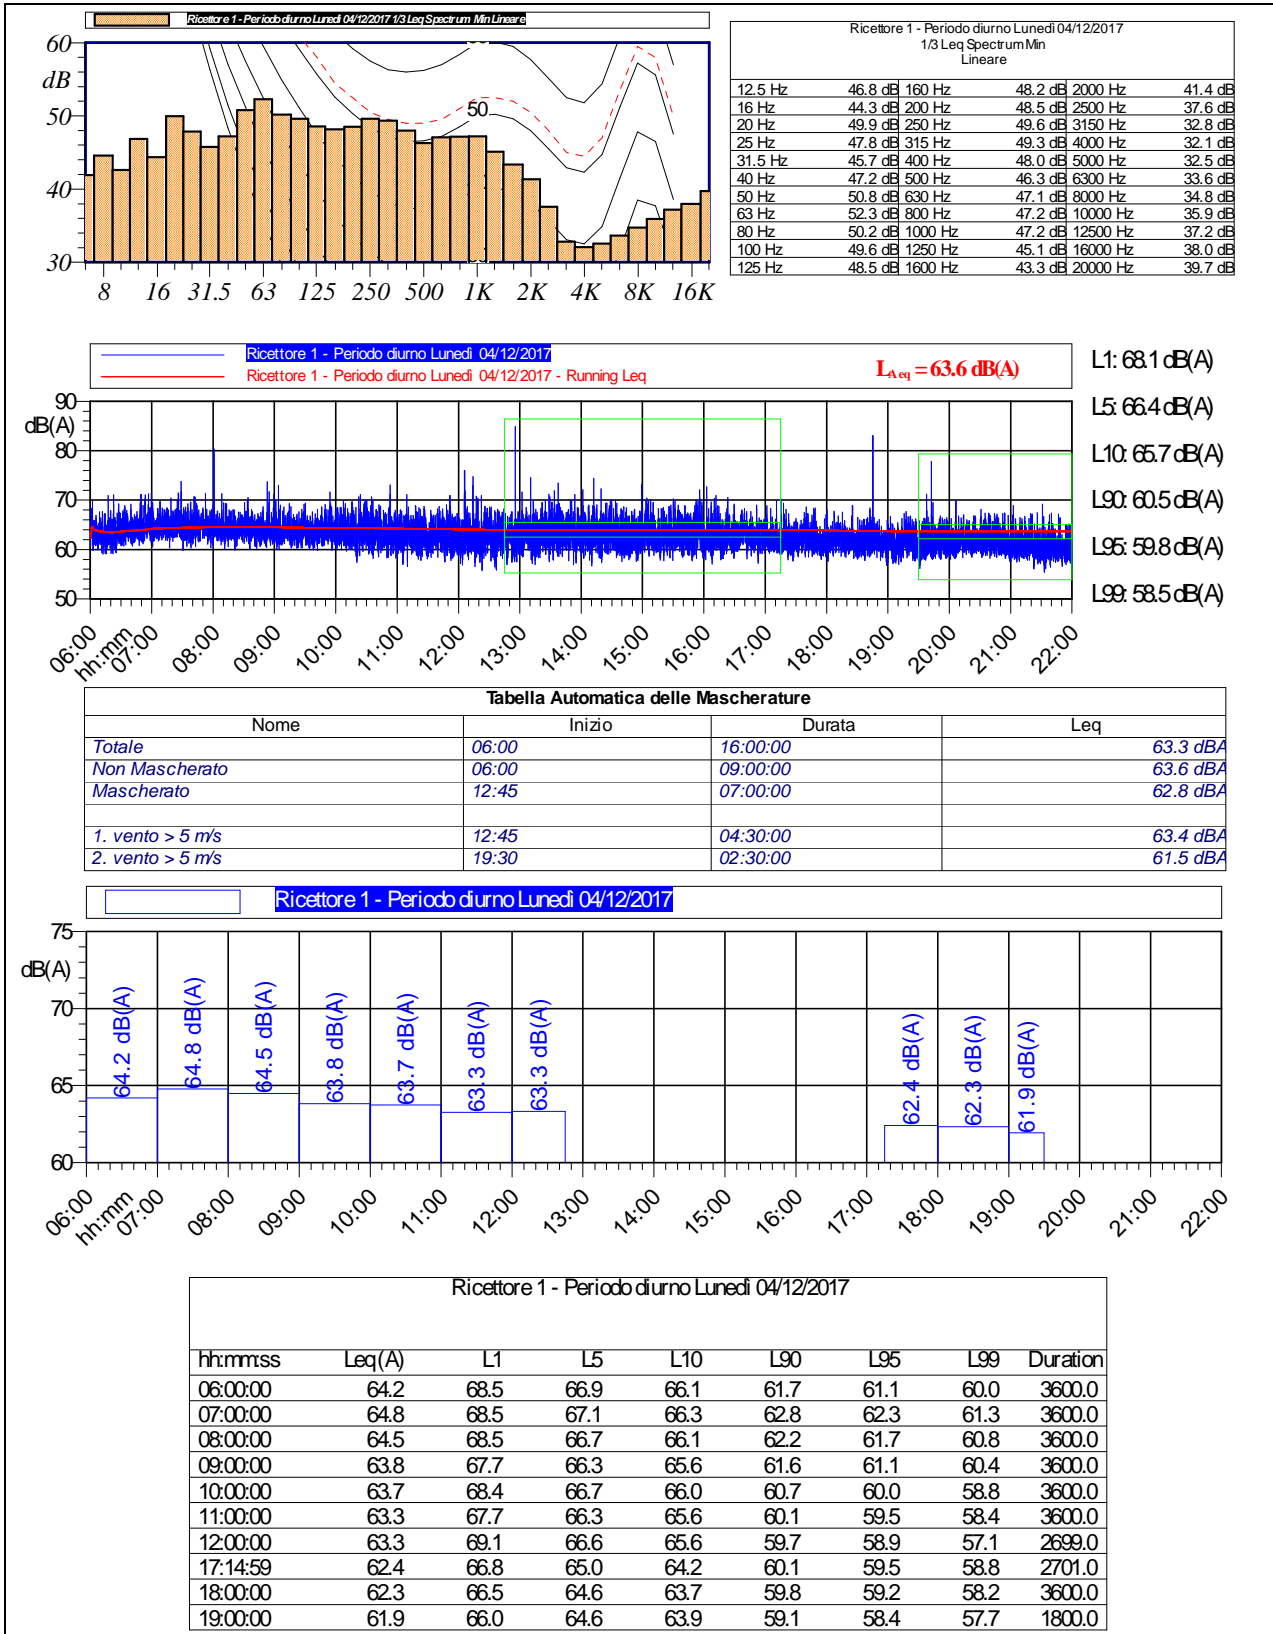 Ricettore 1 - Periodo diurno Lunedì 04/12/2017 1/3 Leq Spectrum Min Lineare
60
dB
50
40
30
50
8 16 31.5 63 125 250 500 1K 2K 4K 8K 16K
Ricettore 1 - Periodo diurno Lunedì 04/12/2017
1/3 Leq Spectrum Min
Lineare
12.5 Hz 46.8 dB 160 Hz 48.2 dB 2000 Hz 41.4 dB
16 Hz 44.3 dB 200 Hz 48.5 dB 2500 Hz 37.6 dB
20 Hz 49.9 dB 250 Hz 49.6 dB 3150 Hz 32.8 dB
25 Hz 47.8 dB 315 Hz 49.3 dB 4000 Hz 32.1 dB
31.5 Hz 45.7 dB 400 Hz 48.0 dB 5000 Hz 32.5 dB
40 Hz 47.2 dB 500 Hz 46.3 dB 6300 Hz 33.6 dB
50 Hz 50.8 dB 630 Hz 47.1 dB 8000 Hz 34.8 dB
63 Hz 52.3 dB 800 Hz 47.2 dB 10000 Hz 35.9 dB
80 Hz 50.2 dB 1000 Hz 47.2 dB 12500 Hz 37.2 dB
100 Hz 49.6 dB 1250 Hz 45.1 dB 16000 Hz 38.0 dB
125 Hz 48.5 dB 1600 Hz 43.3 dB 20000 Hz 39.7 dB
Ricettore 1 - Periodo diurno Lunedì 04/12/2017
Ricettore 1 - Periodo diurno Lunedì 04/12/2017 - Running Leq
LAeq = 63.6 dB(A)
90
dB(A)
80
70
60
50
06:00 hh:mm 07:00 08:00 09:00 10:00 11:00 12:00 13:00 14:00 15:00 16:00 17:00 18:00 19:00 20:00 21:00 22:00
L1: 68.1 dB(A)
L5: 66.4 dB(A)
L10: 65.7 dB(A)
L90: 60.5 dB(A)
L95: 59.8 dB(A)
L99: 58.5 dB(A)
Tabella Automatica delle Mascherature
Nome Inizio Durata Leq
Totale 06:00 16:00:00 63.3 dBA
Non Mascherato 06:00 09:00:00 63.6 dBA
Mascherato 12:45 07:00:00 62.8 dBA
1. vento > 5 m/s 12:45 04:30:00 63.4 dBA
2. vento > 5 m/s 19:30 02:30:00 61.5 dBA
Ricettore 1 - Periodo diurno Lunedì 04/12/2017
75
dB(A)
70
65
60
64.2 dB(A) 64.8 dB(A) 64.5 dB(A) 63.8 dB(A) 63.7 dB(A) 63.3 dB(A) 63.3 dB(A) 62.4 dB(A) 62.3 dB(A) 61.9 dB(A)
06:00 hh:mm 07:00 08:00 09:00 10:00 11:00 12:00 13:00 14:00 15:00 16:00 17:00 18:00 19:00 20:00 21:00 22:00
Ricettore 1 - Periodo diurno Lunedì 04/12/2017
hh:mm:ss Leq(A) L1 L5 L10 L90 L95 L99 Duration
06:00:00 64.2 68.5 66.9 66.1 61.7 61.1 60.0 3600.0
07:00:00 64.8 68.5 67.1 66.3 62.8 62.3 61.3 3600.0
08:00:00 64.5 68.5 66.7 66.1 62.2 61.7 60.8 3600.0
09:00:00 63.8 67.7 66.3 65.6 61.6 61.1 60.4 3600.0
10:00:00 63.7 68.4 66.7 66.0 60.7 60.0 58.8 3600.0
11:00:00 63.3 67.7 66.3 65.6 60.1 59.5 58.4 3600.0
12:00:00 63.3 69.1 66.6 65.6 59.7 58.9 57.1 2699.0
17:14:59 62.4 66.8 65.0 64.2 60.1 59.5 58.8 2701.0
18:00:00 62.3 66.5 64.6 63.7 59.8 59.2 58.2 3600.0
19:00:00 61.9 66.0 64.6 63.9 59.1 58.4 57.7 1800.0